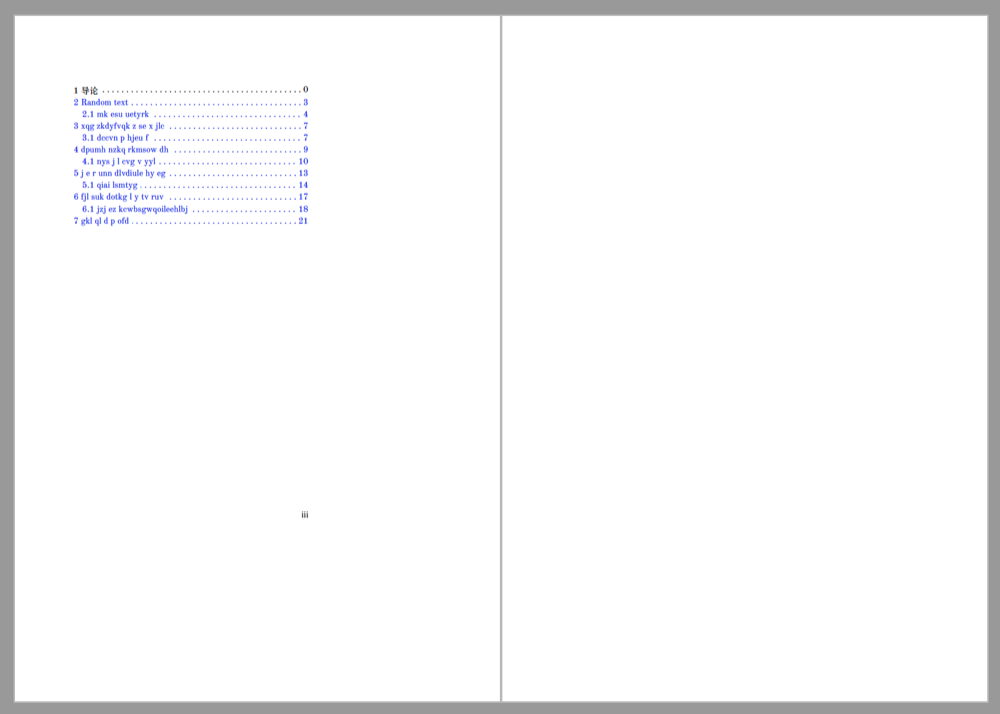 1 导论 . . . . . . . . . . . . . . . . . . . . . . . . . . . . . . . . . . . . . . . . . . 0
2 Random text . . . . . . . . . . . . . . . . . . . . . . . . . . . . . . . . . . . . 3
2.1 mk esu uetyrk . . . . . . . . . . . . . . . . . . . . . . . . . . . . . . . 4
3 xqg zkdyfvqk z se x jle . . . . . . . . . . . . . . . . . . . . . . . . . . . . 7
3.1 dccvn p hjeu f . . . . . . . . . . . . . . . . . . . . . . . . . . . . . . . 7
4 dpumh nzkq rkmsow dh . . . . . . . . . . . . . . . . . . . . . . . . . . . 9
4.1 nys j l cvg v yyl . . . . . . . . . . . . . . . . . . . . . . . . . . . . . 10
5 j e r unn dlvdiule hy eg . . . . . . . . . . . . . . . . . . . . . . . . . . . 13
5.1 qiai lsmtyg . . . . . . . . . . . . . . . . . . . . . . . . . . . . . . . . . 14
6 fjl suk dotkg l y tv ruv . . . . . . . . . . . . . . . . . . . . . . . . . . . 17
6.1 jzj ez kcwbsgwqoileehlbj . . . . . . . . . . . . . . . . . . . . . . 18
7 gkl ql d p ofd . . . . . . . . . . . . . . . . . . . . . . . . . . . . . . . . . . . 21
iii